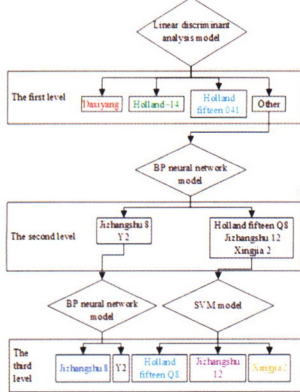 Linear discriminant
analysis model
The first level
Daxiyang
Holland-14
Holland
fifteen 041
Other
BP neural network
model
The second level
Jizhangshu 8
Y2
Holland fifteen Q8
Jizhangshu 12
Xingjia 2
BP neural network
model
SVM model
The
third
level
Jizhangshu 8
Y2
Holland
fifteen Q8
Jizhangshu
12
Xingjia 2